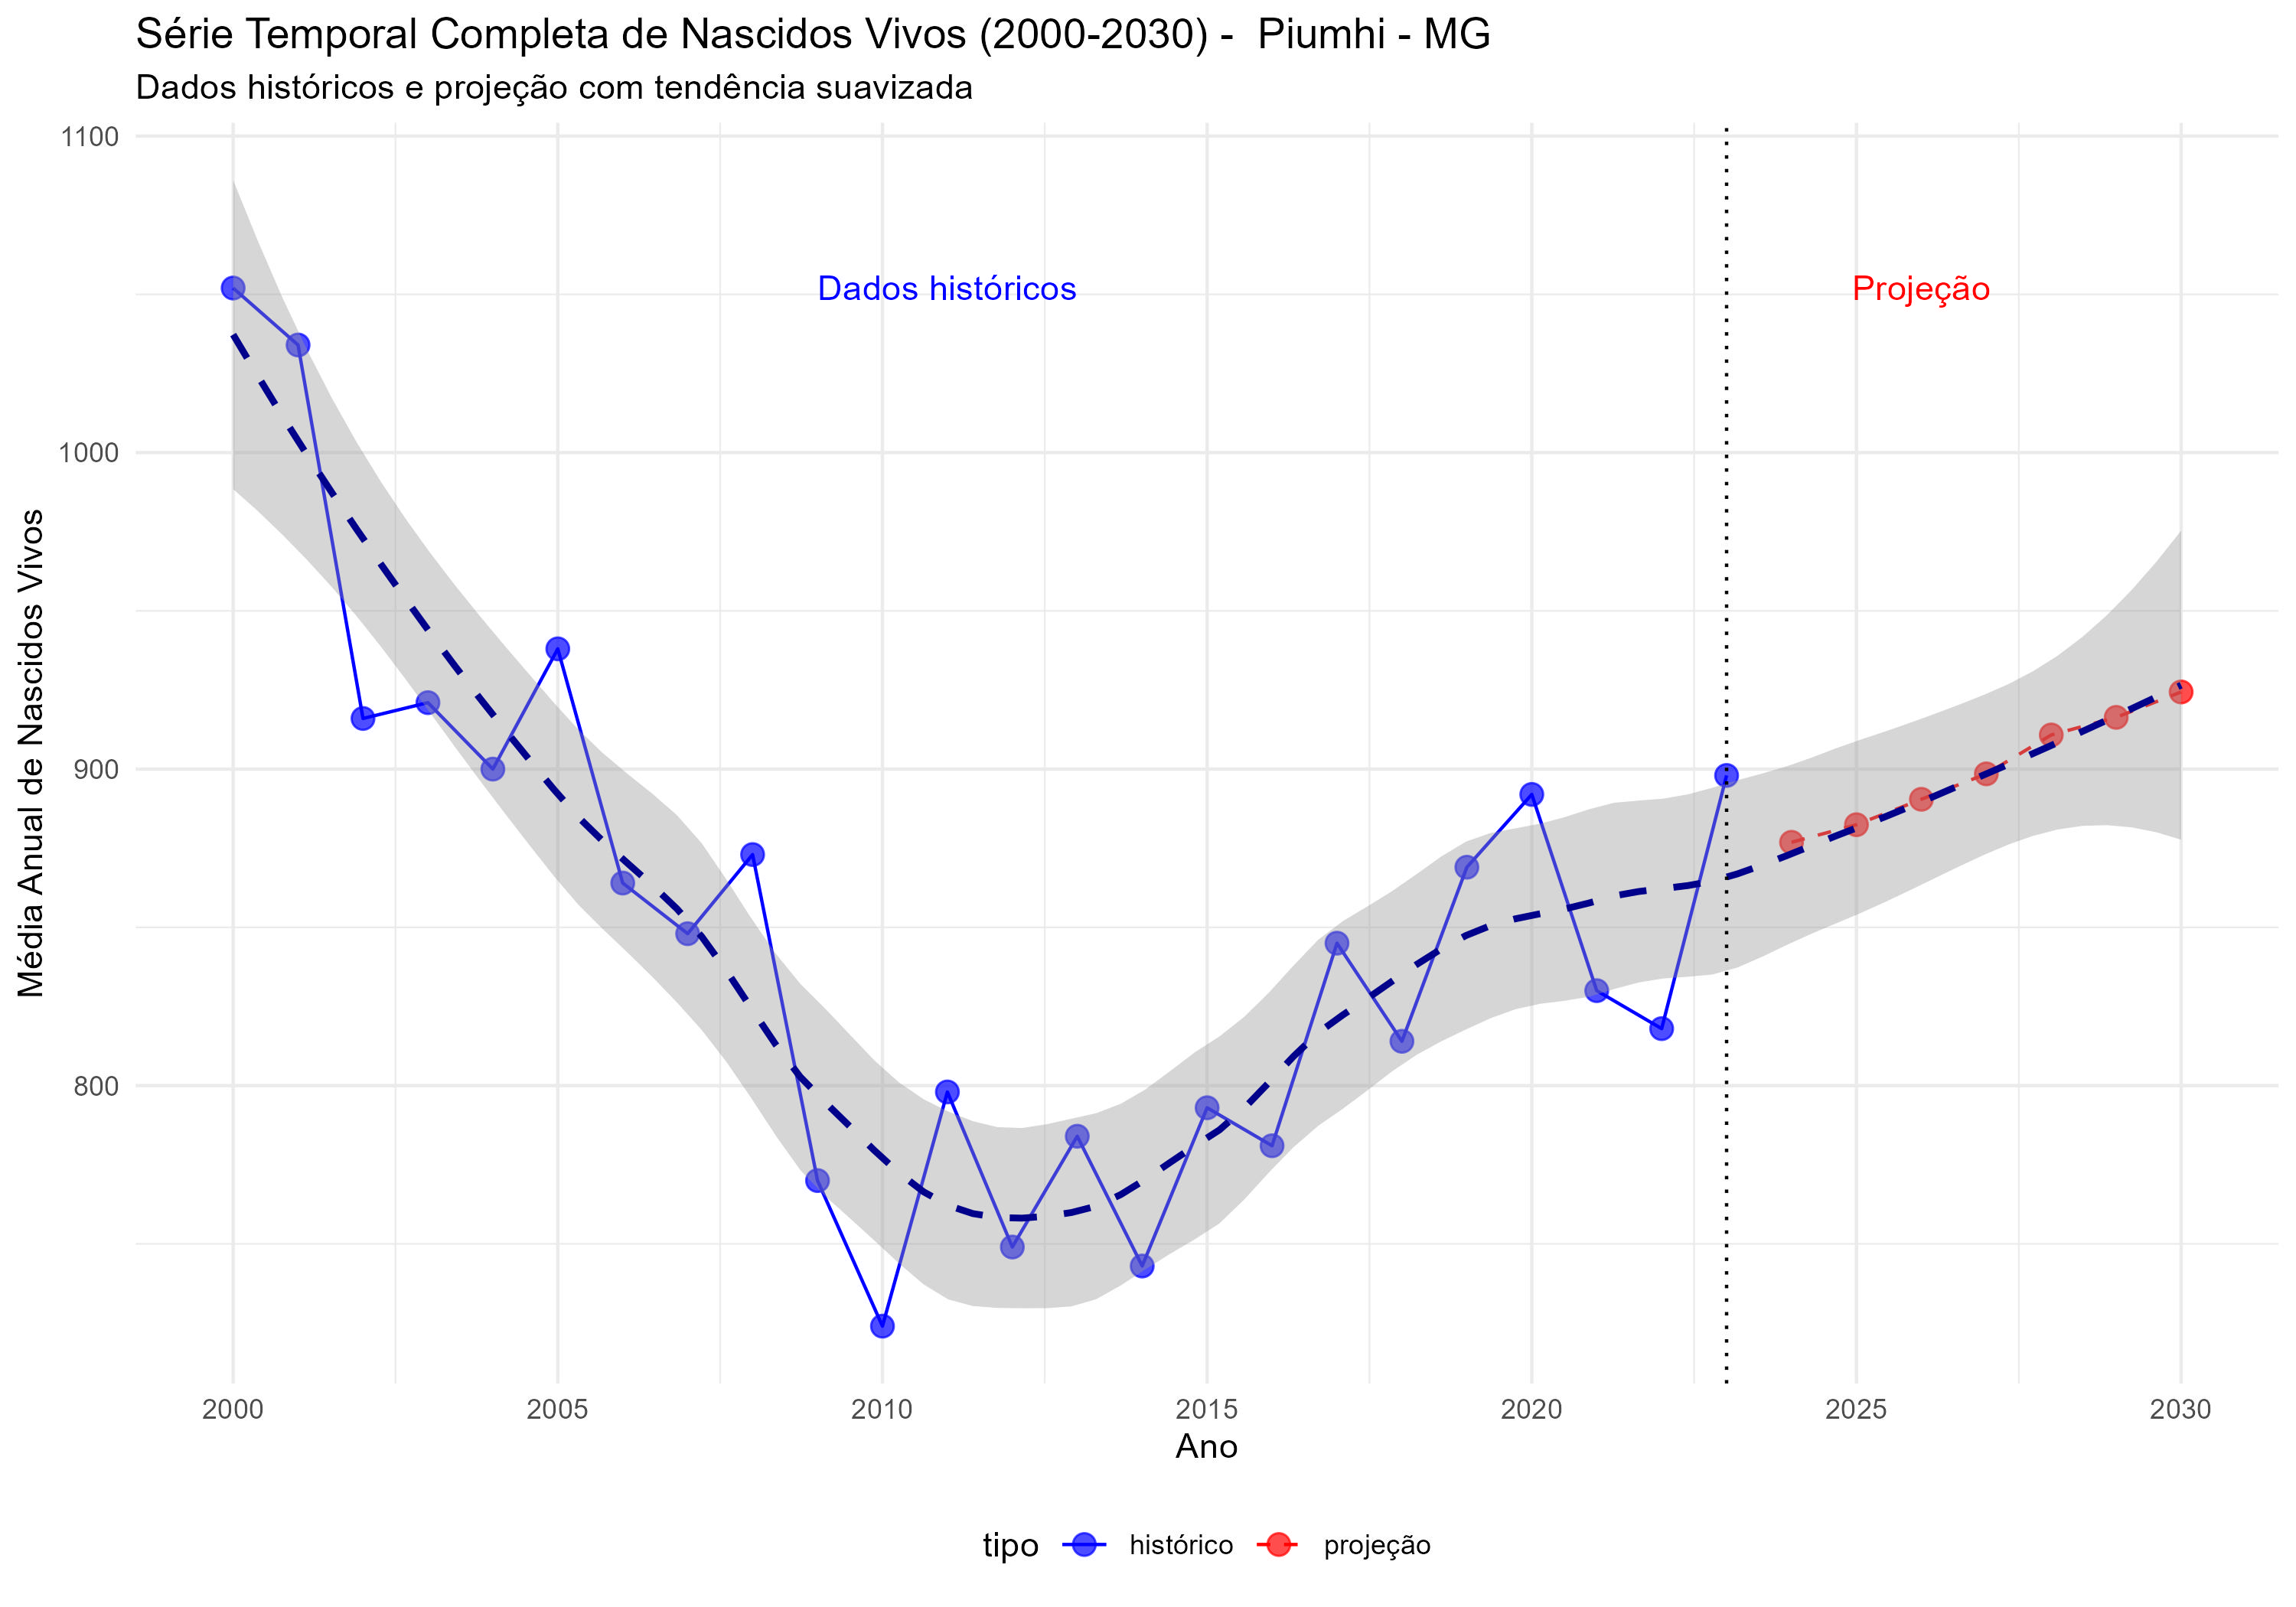 Série Temporal Completa de Nascidos Vivos (2000-2030) -  Piumhi - MG
Dados históricos e projeção com tendência suavizada
Média Anual de Nascidos Vivos
1100
1000
900
800
Dados históricos
Projeção
2000
2005
2010
2015
2020
2025
2030
Ano
tipo
histórico
projeção